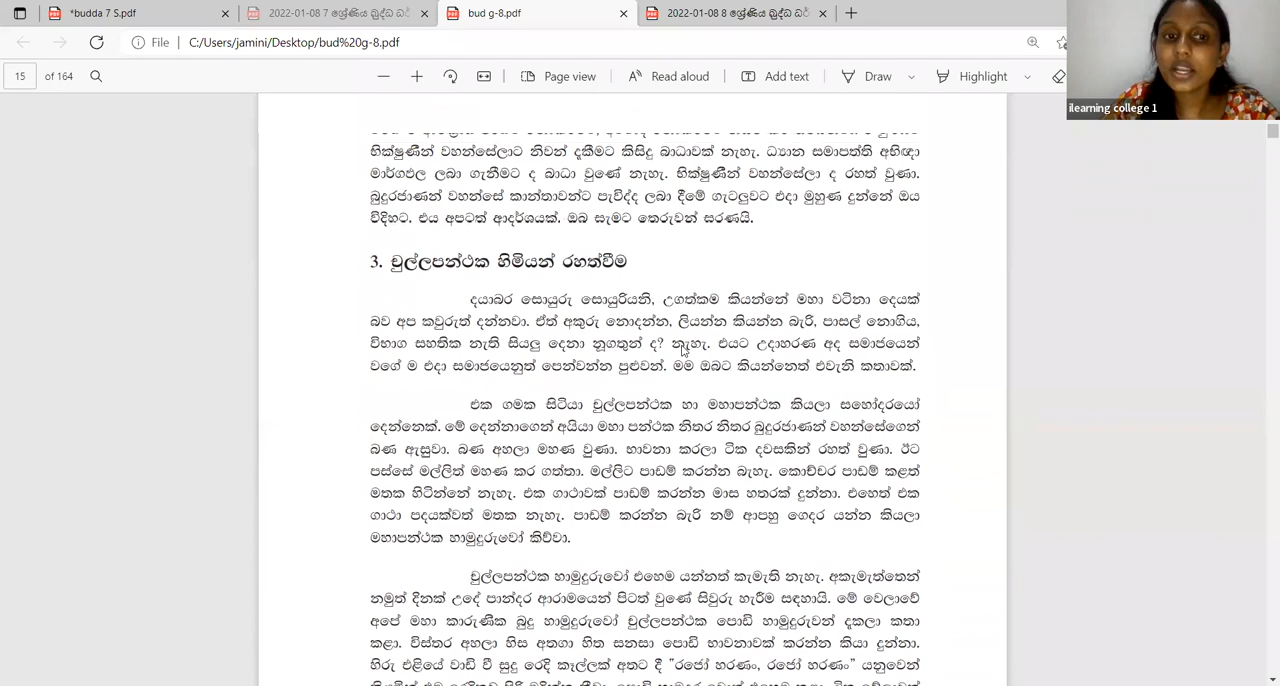 *budda 7 S.pdf
2022-01-08 7 ශ්‍රේණිය බුද්ධ ධර්
bud g-8.pdf
2022-01-08 8 ශ්‍රේණිය බුද්ධ ධර්
File
C:/Users/jamini/Desktop/bud%20g-8.pdf
15 of 164
Page view
Read aloud
Add text
Draw
Highlight
ilearning college 1
භික්ෂුණීන් වහන්සේලාට නිවන් දැකීමට කිසිදු බාධාවක් නැහැ. ධ්‍යාන සමාපත්ති අභිඥා
මාර්ගඵල ලබා ගැනීමට ද බාධා වුණේ නැහැ. භික්ෂුණීන් වහන්සේලා ද රහත් වුණා.
බුදුරජාණන් වහන්සේ කාන්තාවන්ට පැවිද්ද ලබා දීමේ ගැටලුවට එදා මුහුණ දුන්නේ ඔය
විදිහට. එය අපටත් ආදර්ශයක්. ඔබ සැමට තෙරුවන් සරණයි.
3. චුල්ලපන්ථක හිමියන් රහත්වීම
දයාබර සොයුරු සොයුරියනි, උගත්කම කියන්නේ මහා වටිනා දෙයක්
බව අප කවුරුත් දන්නවා. ඒත් අකුරු නොදන්න, ලියන්න කියන්න බැරි, පාසල් නොගිය,
විභාග සහතික නැති සියලු දෙනා නූගතුන් ද? නැහැ. එයට උදාහරණ අද සමාජයෙන්
වගේ ම එදා සමාජයෙනුත් පෙන්වන්න පුළුවන්. මම ඔබට කියන්නෙත් එවැනි කතාවක්.
එක ගමක සිටියා චුල්ලපන්ථක හා මහාපන්ථක කියලා සහෝදරයෝ
දෙන්නෙක්. මේ දෙන්නාගෙන් අයියා මහා පන්ථක නිතර නිතර බුදුරජාණන් වහන්සේගෙන්
බණ ඇසුවා. බණ අහලා මහණ වුණා. භාවනා කරලා ටික දවසකින් රහත් වුණා. ඊට
පස්සේ මල්ලිත් මහණ කර ගත්තා. මල්ලිට පාඩම් කරන්න බැහැ. කොච්චර පාඩම් කළත්
මතක හිටින්නේ නැහැ. එක ගාථාවක් පාඩම් කරන්න මාස හතරක් දුන්නා. එහෙත් එක
ගාථා පදයක්වත් මතක නැහැ. පාඩම් කරන්න බැරි නම් ආපහු ගෙදර යන්න කියලා
මහාපන්ථක හාමුදුරුවෝ කිව්වා.
චුල්ලපන්ථක හාමුදුරුවෝ එහෙම යන්නත් කැමැති නැහැ. අකැමැත්තෙන්
නමුත් දිනක් උදේ පාන්දර ආරාමයෙන් පිටත් වුණේ සිවුරු හැරීම සඳහායි. මේ වෙලාවේ
අපේ මහා කාරුණික බුදු හාමුදුරුවෝ චුල්ලපන්ථක පොඩි හාමුදුරුවන් දැකලා කතා
කළා. විස්තර අහලා හිස අතගා හිත සනසා පොඩි භාවනාවක් කරන්න කියා දුන්නා.
හිරු එළියේ වාඩි වී සුදු රෙදි කෑල්ලක් අතට දී "රජෝ හරණං, රජෝ හරණං" යනුවෙන්